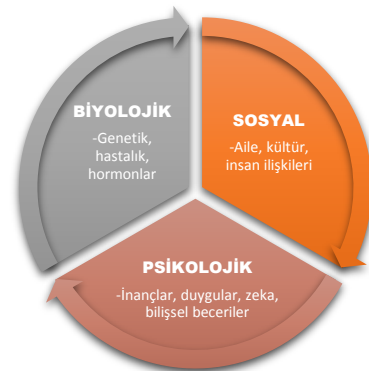 BİYOLOJİK
-Genetik,
hastalık,
hormonlar
SOSYAL
-Aile, kültür,
insan ilişkileri
PSİKOLOJİK
-İnançlar, duygular, zeka,
bilişsel beceriler